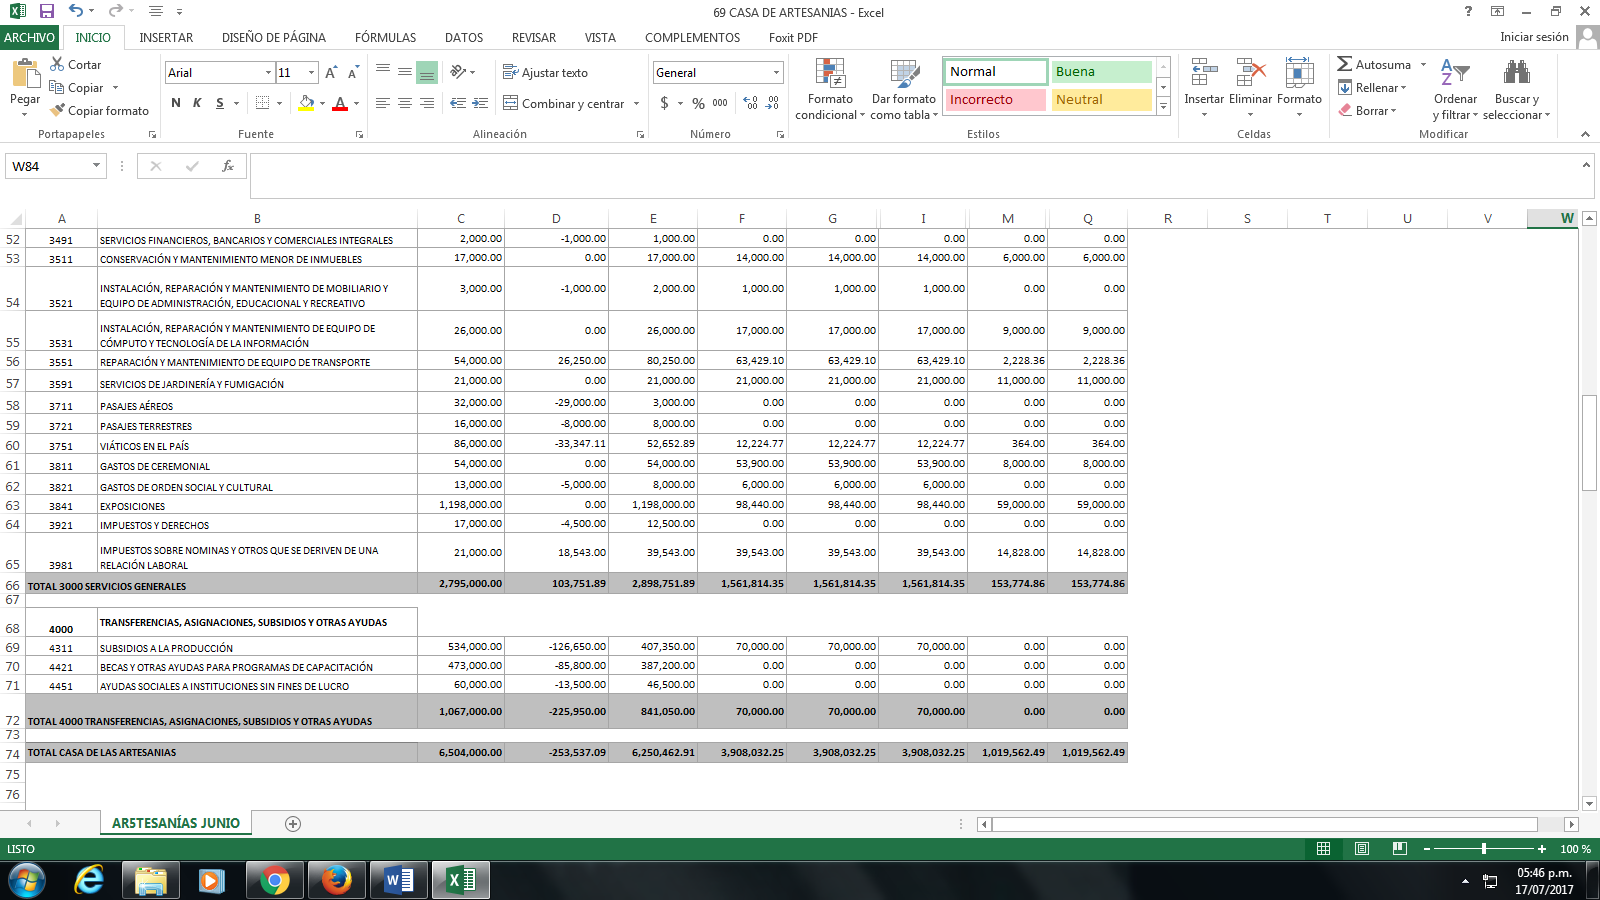 69 CASA DE ARTESANIAS - Excel
ARCHIVO INICIO INSERTAR DISEÑO DE PÁGINA FÓRMULAS DATOS REVISAR VISTA COMPLEMENTOS Foxit PDF Iniciar sesión
Pegar
Cortar
Copiar
Copiar formato
Portapapeles
Arial 11
N K S
Fuente
Ajustar texto
Combinar y centrar
Alineación
General
$ % 000
Número
Formato condicional
Dar formato como tabla
Normal Buena
Incorrecto Neutral
Estilos
Insertar Eliminar Formato
Celdas
Autosuma
Rellenar
Borrar
Ordenar y filtrar
Buscar y seleccionar
Modificar
W84 fx
A B C D E F G I M Q R S T U V W
52 3491 SERVICIOS FINANCIEROS, BANCARIOS Y COMERCIALES INTEGRALES 2,000.00 -1,000.00 1,000.00 0.00 0.00 0.00 0.00 0.00
53 3511 CONSERVACIÓN Y MANTENIMIENTO MENOR DE INMUEBLES 17,000.00 0.00 17,000.00 14,000.00 14,000.00 14,000.00 6,000.00 6,000.00
54 3521 INSTALACIÓN, REPARACIÓN Y MANTENIMIENTO DE MOBILIARIO Y
EQUIPO DE ADMINISTRACIÓN, EDUCACIONAL Y RECREATIVO 3,000.00 -1,000.00 2,000.00 1,000.00 1,000.00 1,000.00 0.00 0.00
55 3531 INSTALACIÓN, REPARACIÓN Y MANTENIMIENTO DE EQUIPO DE
CÓMPUTO Y TECNOLOGÍA DE LA INFORMACIÓN 26,000.00 0.00 26,000.00 17,000.00 17,000.00 17,000.00 9,000.00 9,000.00
56 3551 REPARACIÓN Y MANTENIMIENTO DE EQUIPO DE TRANSPORTE 54,000.00 26,250.00 80,250.00 63,429.10 63,429.10 63,429.10 2,228.36 2,228.36
57 3591 SERVICIOS DE JARDINERÍA Y FUMIGACIÓN 21,000.00 0.00 21,000.00 21,000.00 21,000.00 21,000.00 11,000.00 11,000.00
58 3711 PASAJES AÉREOS 32,000.00 -29,000.00 3,000.00 0.00 0.00 0.00 0.00 0.00
59 3721 PASAJES TERRESTRES 16,000.00 -8,000.00 8,000.00 0.00 0.00 0.00 0.00 0.00
60 3751 VIÁTICOS EN EL PAÍS 86,000.00 -33,347.11 52,652.89 12,224.77 12,224.77 12,224.77 364.00 364.00
61 3811 GASTOS DE CEREMONIAL 54,000.00 0.00 54,000.00 53,900.00 53,900.00 53,900.00 8,000.00 8,000.00
62 3821 GASTOS DE ORDEN SOCIAL Y CULTURAL 13,000.00 -5,000.00 8,000.00 6,000.00 6,000.00 6,000.00 0.00 0.00
63 3841 EXPOSICIONES 1,198,000.00 0.00 1,198,000.00 98,440.00 98,440.00 98,440.00 59,000.00 59,000.00
64 3921 IMPUESTOS Y DERECHOS 17,000.00 -4,500.00 12,500.00 0.00 0.00 0.00 0.00 0.00
65 3981 IMPUESTOS SOBRE NOMINAS Y OTROS QUE SE DERIVEN DE UNA
RELACIÓN LABORAL 21,000.00 18,543.00 39,543.00 39,543.00 39,543.00 39,543.00 14,828.00 14,828.00
66 TOTAL 3000 SERVICIOS GENERALES 2,795,000.00 103,751.89 2,898,751.89 1,561,814.35 1,561,814.35 1,561,814.35 153,774.86 153,774.86
67
68 4000 TRANSFERENCIAS, ASIGNACIONES, SUBSIDIOS Y OTRAS AYUDAS
69 4311 SUBSIDIOS A LA PRODUCCIÓN 534,000.00 -126,650.00 407,350.00 70,000.00 70,000.00 70,000.00 0.00 0.00
70 4421 BECAS Y OTRAS AYUDAS PARA PROGRAMAS DE CAPACITACIÓN 473,000.00 -85,800.00 387,200.00 0.00 0.00 0.00 0.00 0.00
71 4451 AYUDAS SOCIALES A INSTITUCIONES SIN FINES DE LUCRO 60,000.00 -13,500.00 46,500.00 0.00 0.00 0.00 0.00 0.00
72 TOTAL 4000 TRANSFERENCIAS, ASIGNACIONES, SUBSIDIOS Y OTRAS AYUDAS 1,067,000.00 -225,950.00 841,050.00 70,000.00 70,000.00 70,000.00 0.00 0.00
73
74 TOTAL CASA DE LAS ARTESANIAS 6,504,000.00 -253,537.09 6,250,462.91 3,908,032.25 3,908,032.25 3,908,032.25 1,019,562.49 1,019,562.49
75
76
AR5TESANÍAS JUNIO
LISTO 100 %
05:46 p.m.
17/07/2017